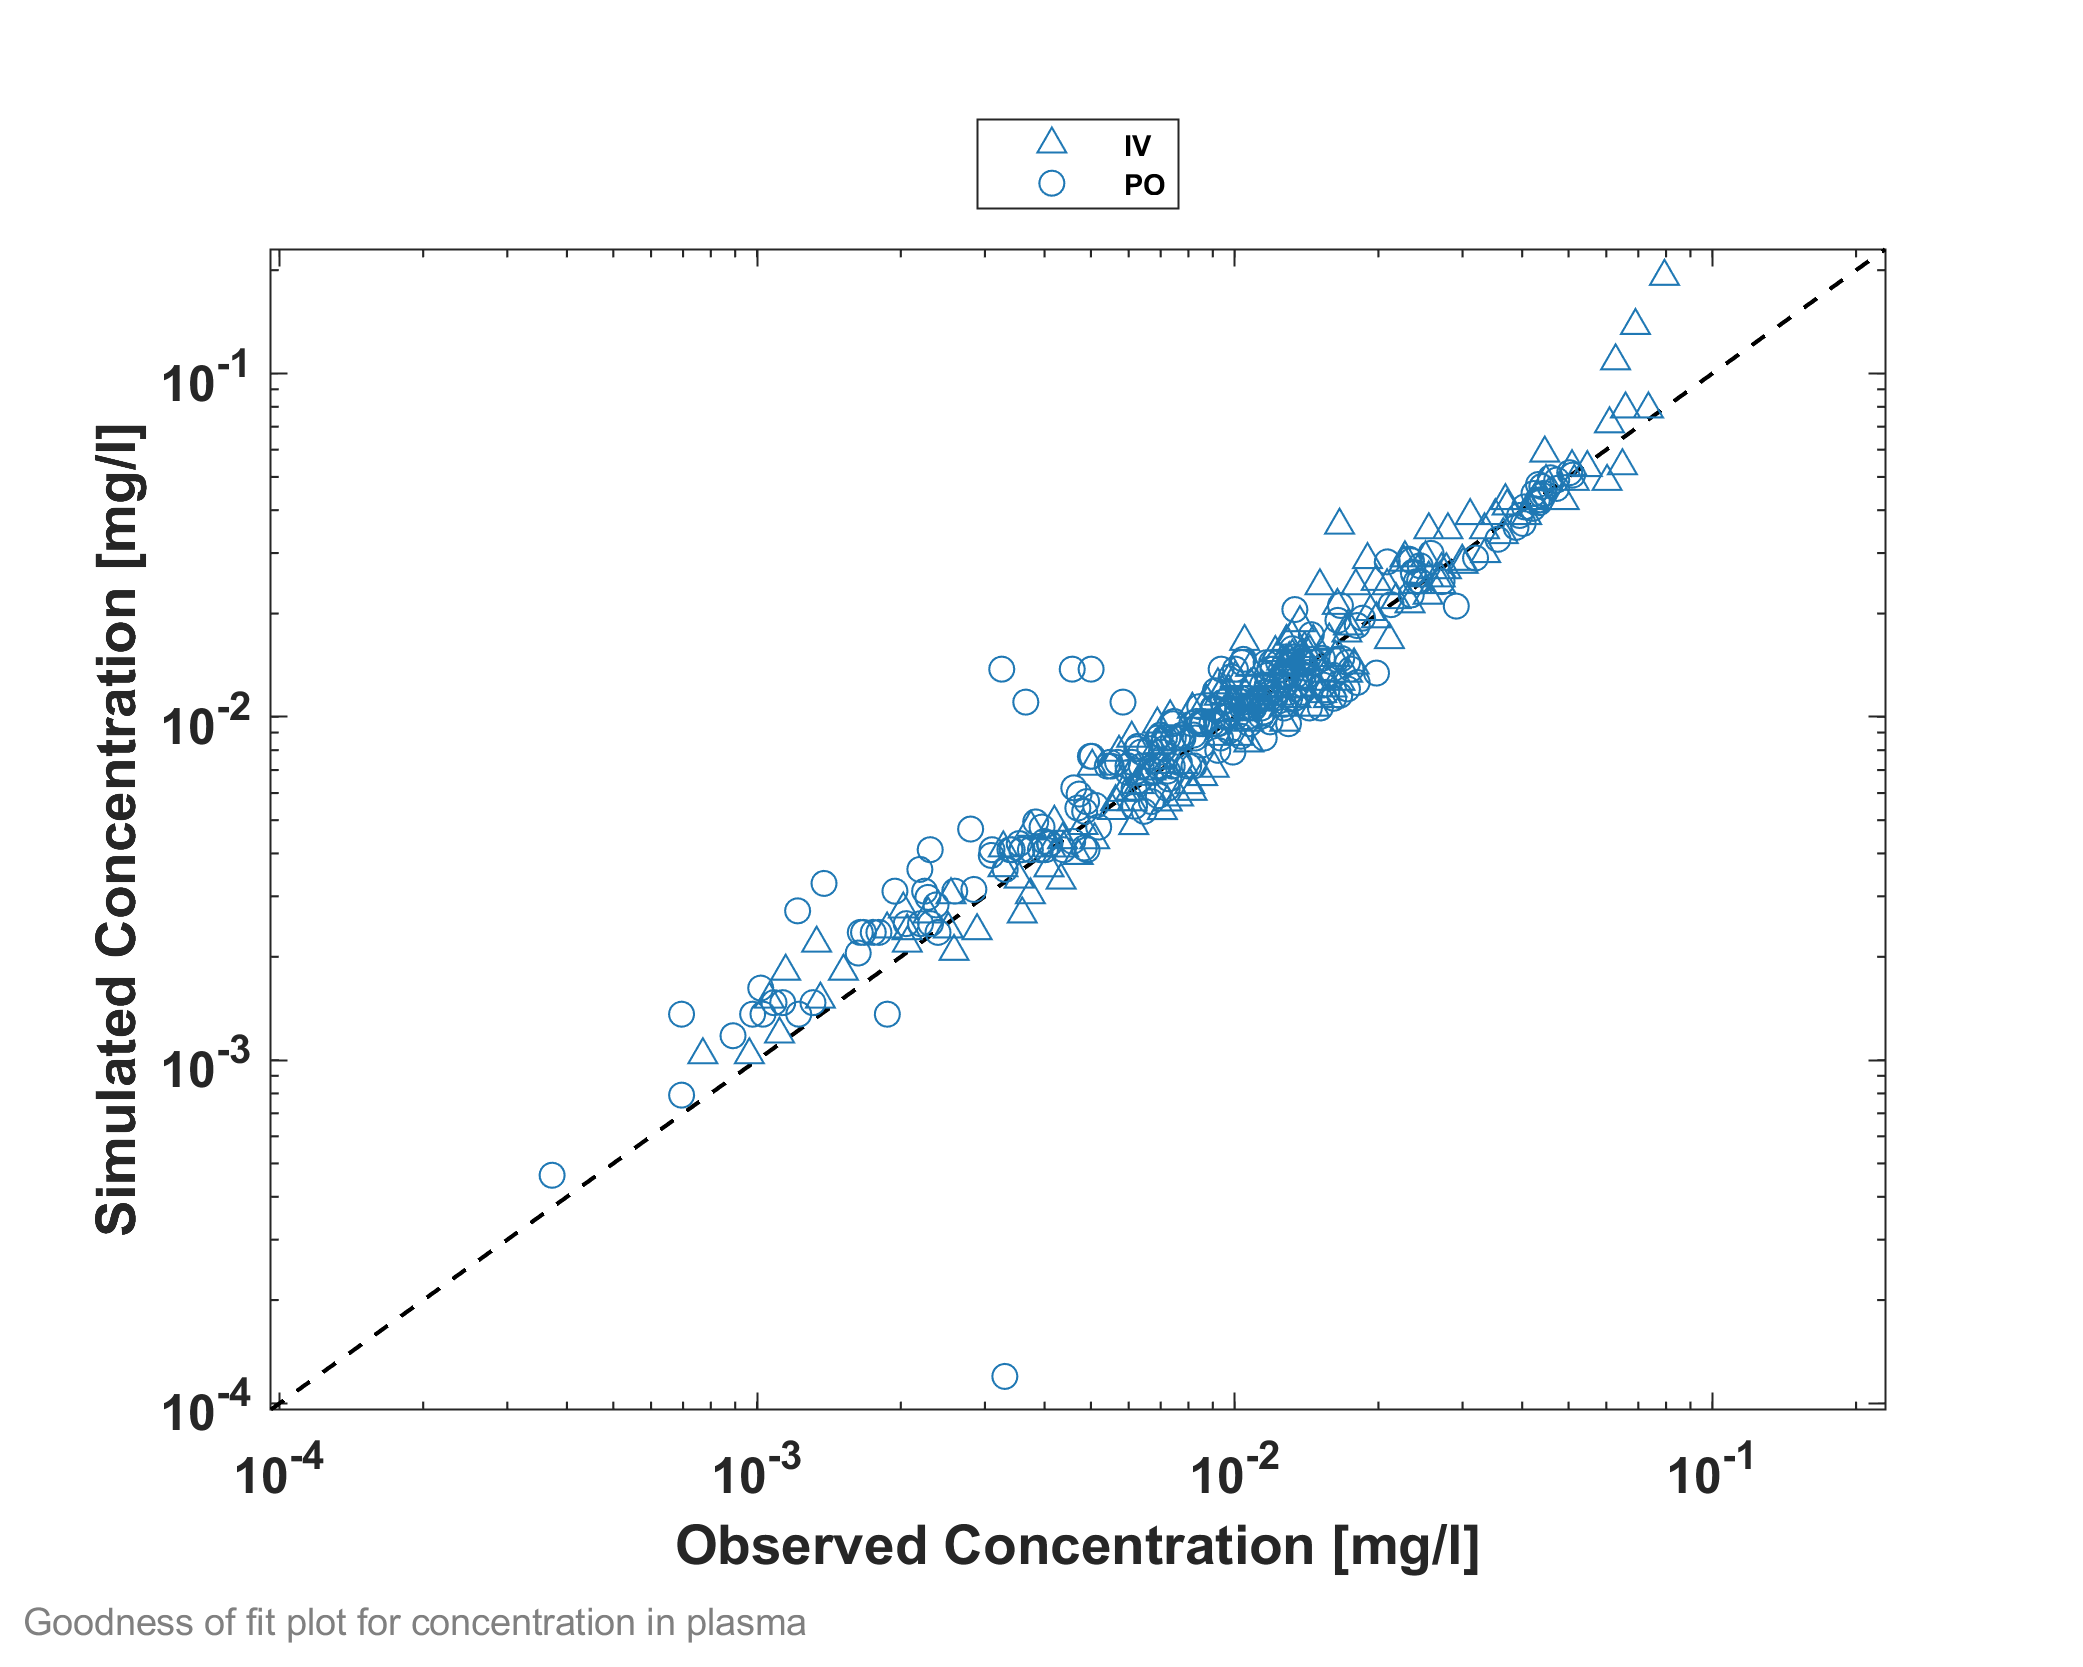 IV
PO
Simulated Concentration [mg/l]
10^-1
10^-2
10^-3
10^-4
10^-4 10^-3 10^-2 10^-1
Observed Concentration [mg/l]
Goodness of fit plot for concentration in plasma